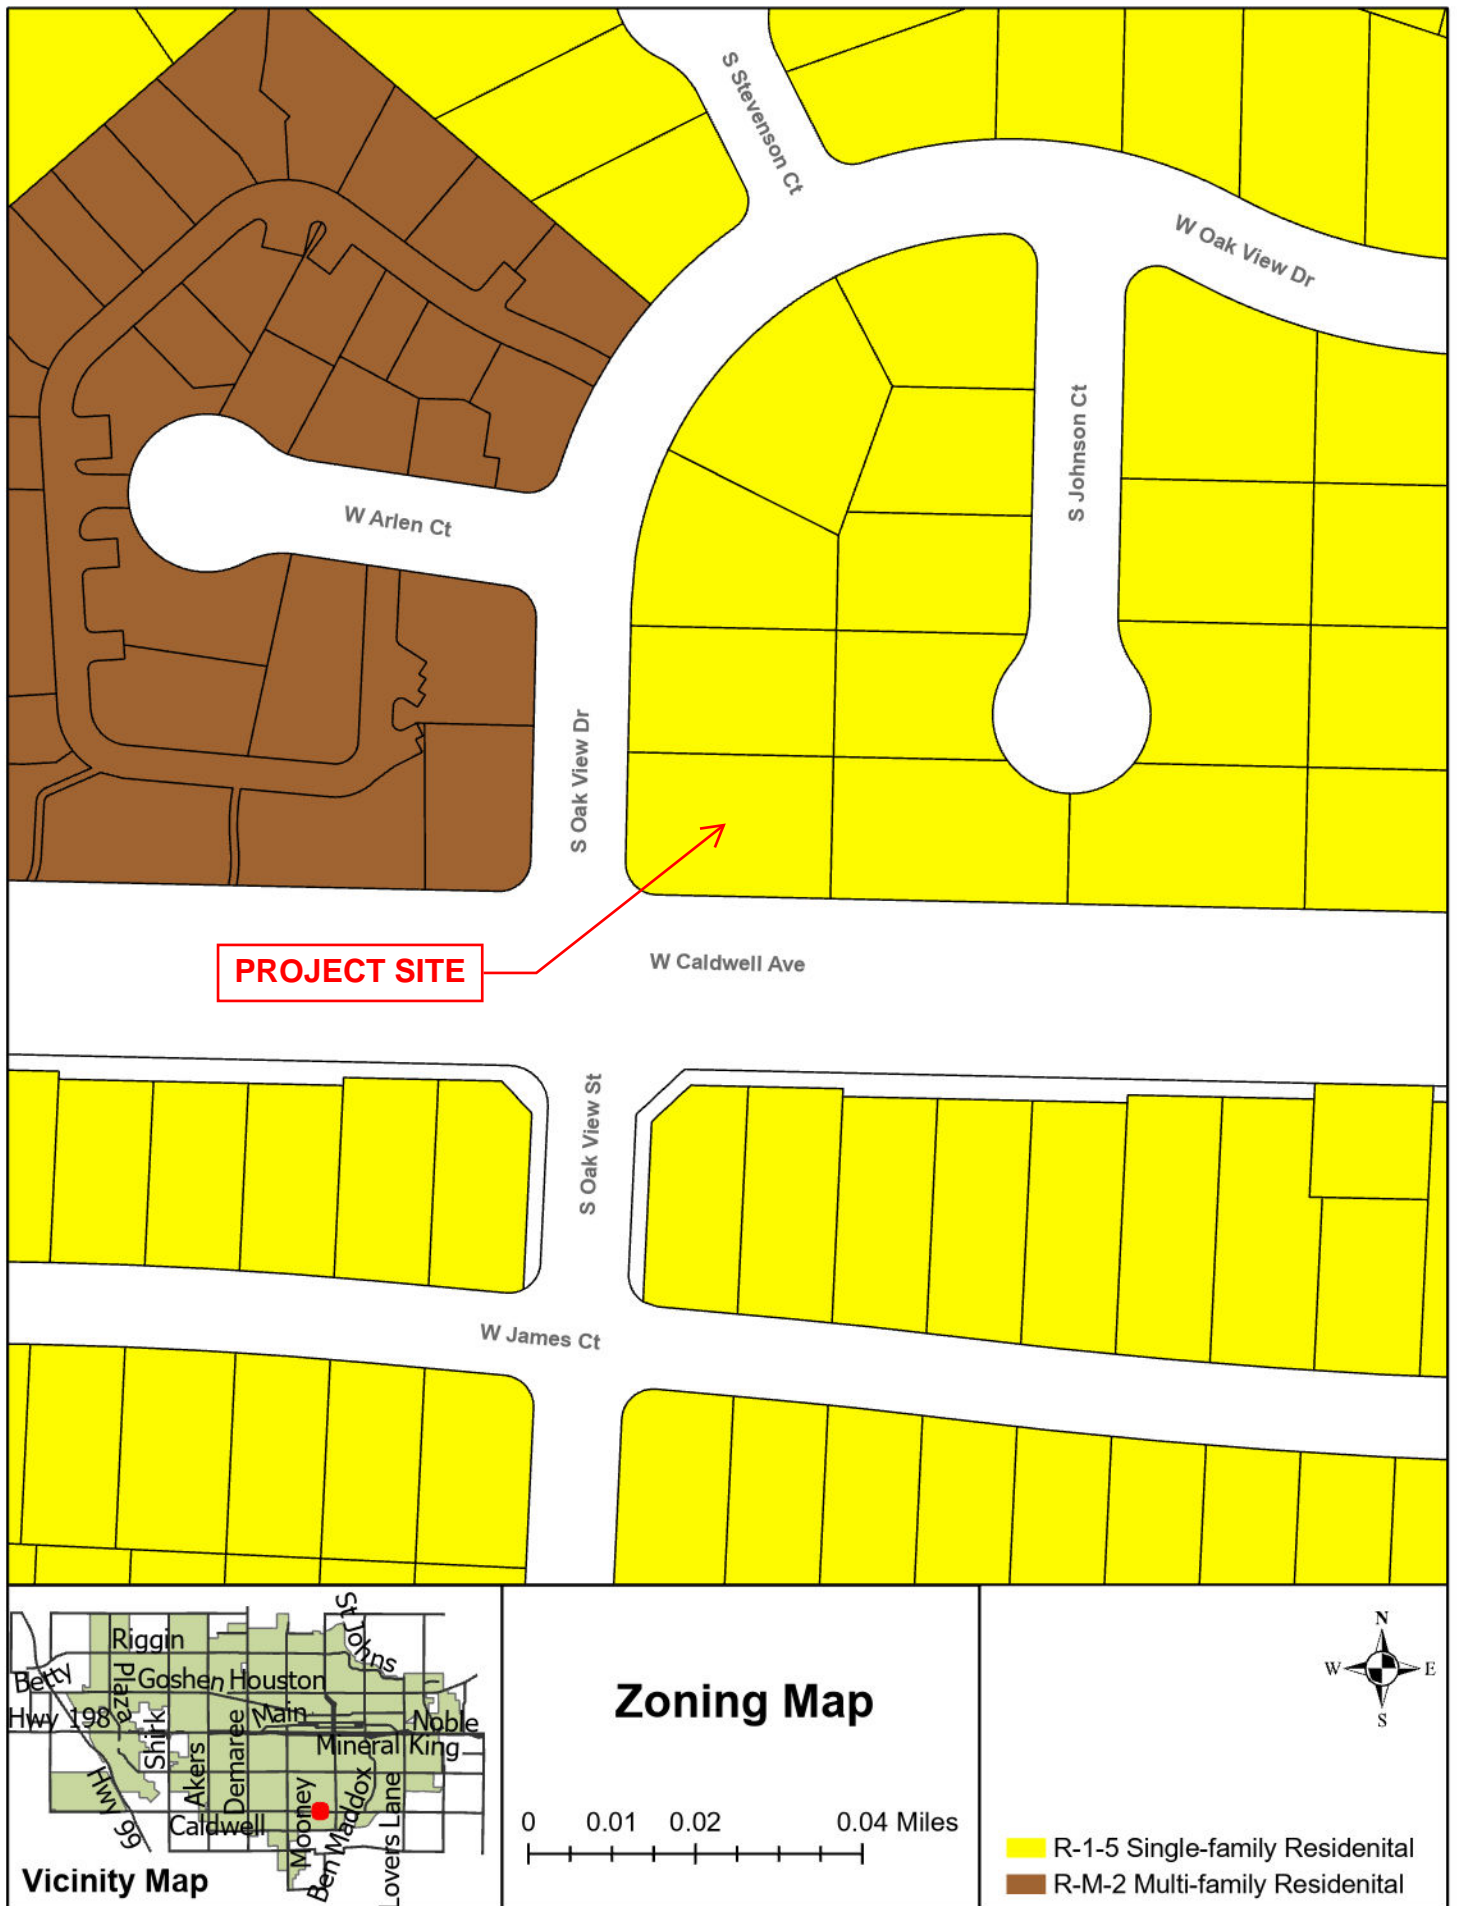 S Stevenson Ct
W Oak View Dr
S Johnson Ct
W Arlen Ct
S Oak View Dr
PROJECT SITE
W Caldwell Ave
S Oak View St
W James Ct
Riggin
St Johns
Betty
Plaza
Goshen
Houston
Hwy 198
Main
Noble
Shirk
Mineral King
Akers
Demaree
Hwy 99
Mooney
Ben Maddox
Lovers Lane
Caldwell
Vicinity Map
Zoning Map
0 0.01 0.02 0.04 Miles
N
W E
S
R-1-5 Single-family Residenital
R-M-2 Multi-family Residenital